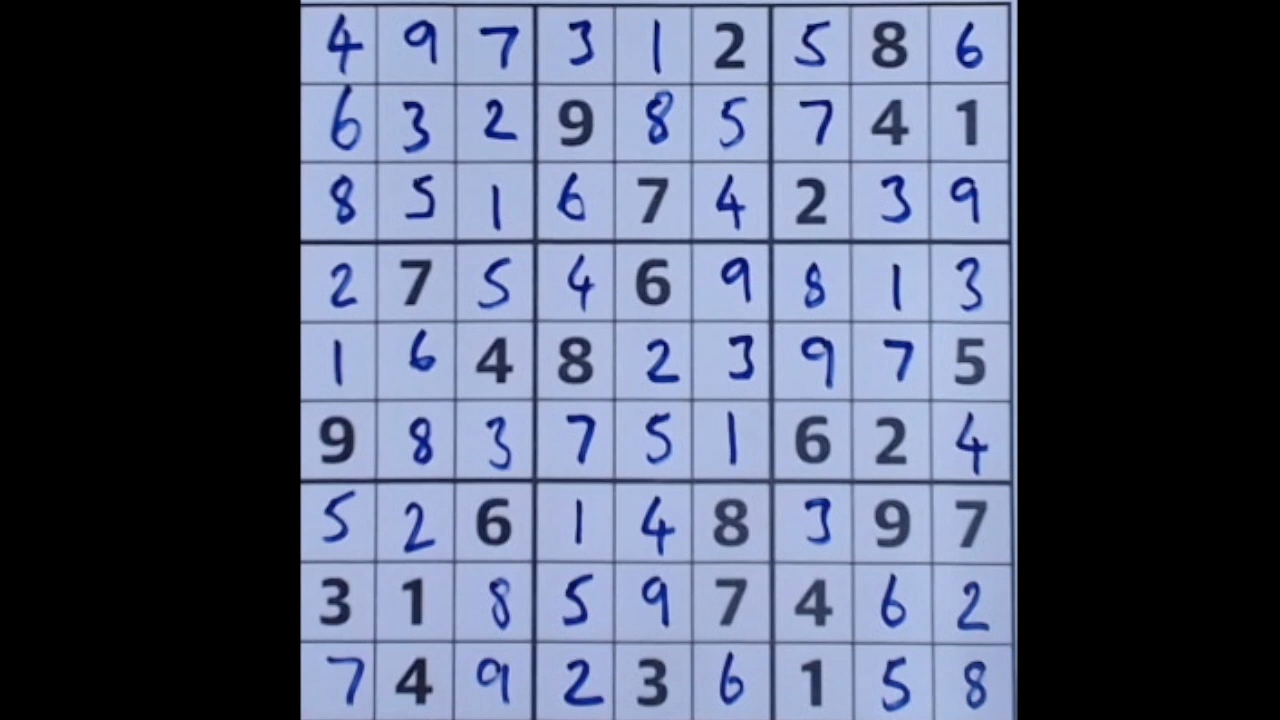 4 9 7 3 1 2 5 8 6
6 3 2 9 8 5 7 4 1
8 5 1 6 7 4 2 3 9
2 7 5 4 6 9 8 1 3
1 6 4 8 2 3 9 7 5
9 8 3 7 5 1 6 2 4
5 2 6 1 4 8 3 9 7
3 1 8 5 9 7 4 6 2
7 4 9 2 3 6 1 5 8